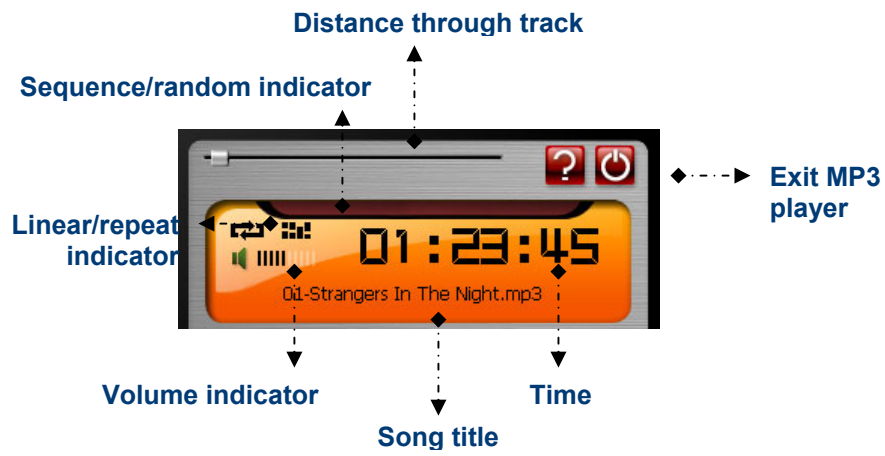 Distance through track
Sequence/random indicator
?
Exit MP3
player
Linear/repeat
indicator
01:23:45
01-Strangers In The Night.mp3
Volume indicator
Time
Song title